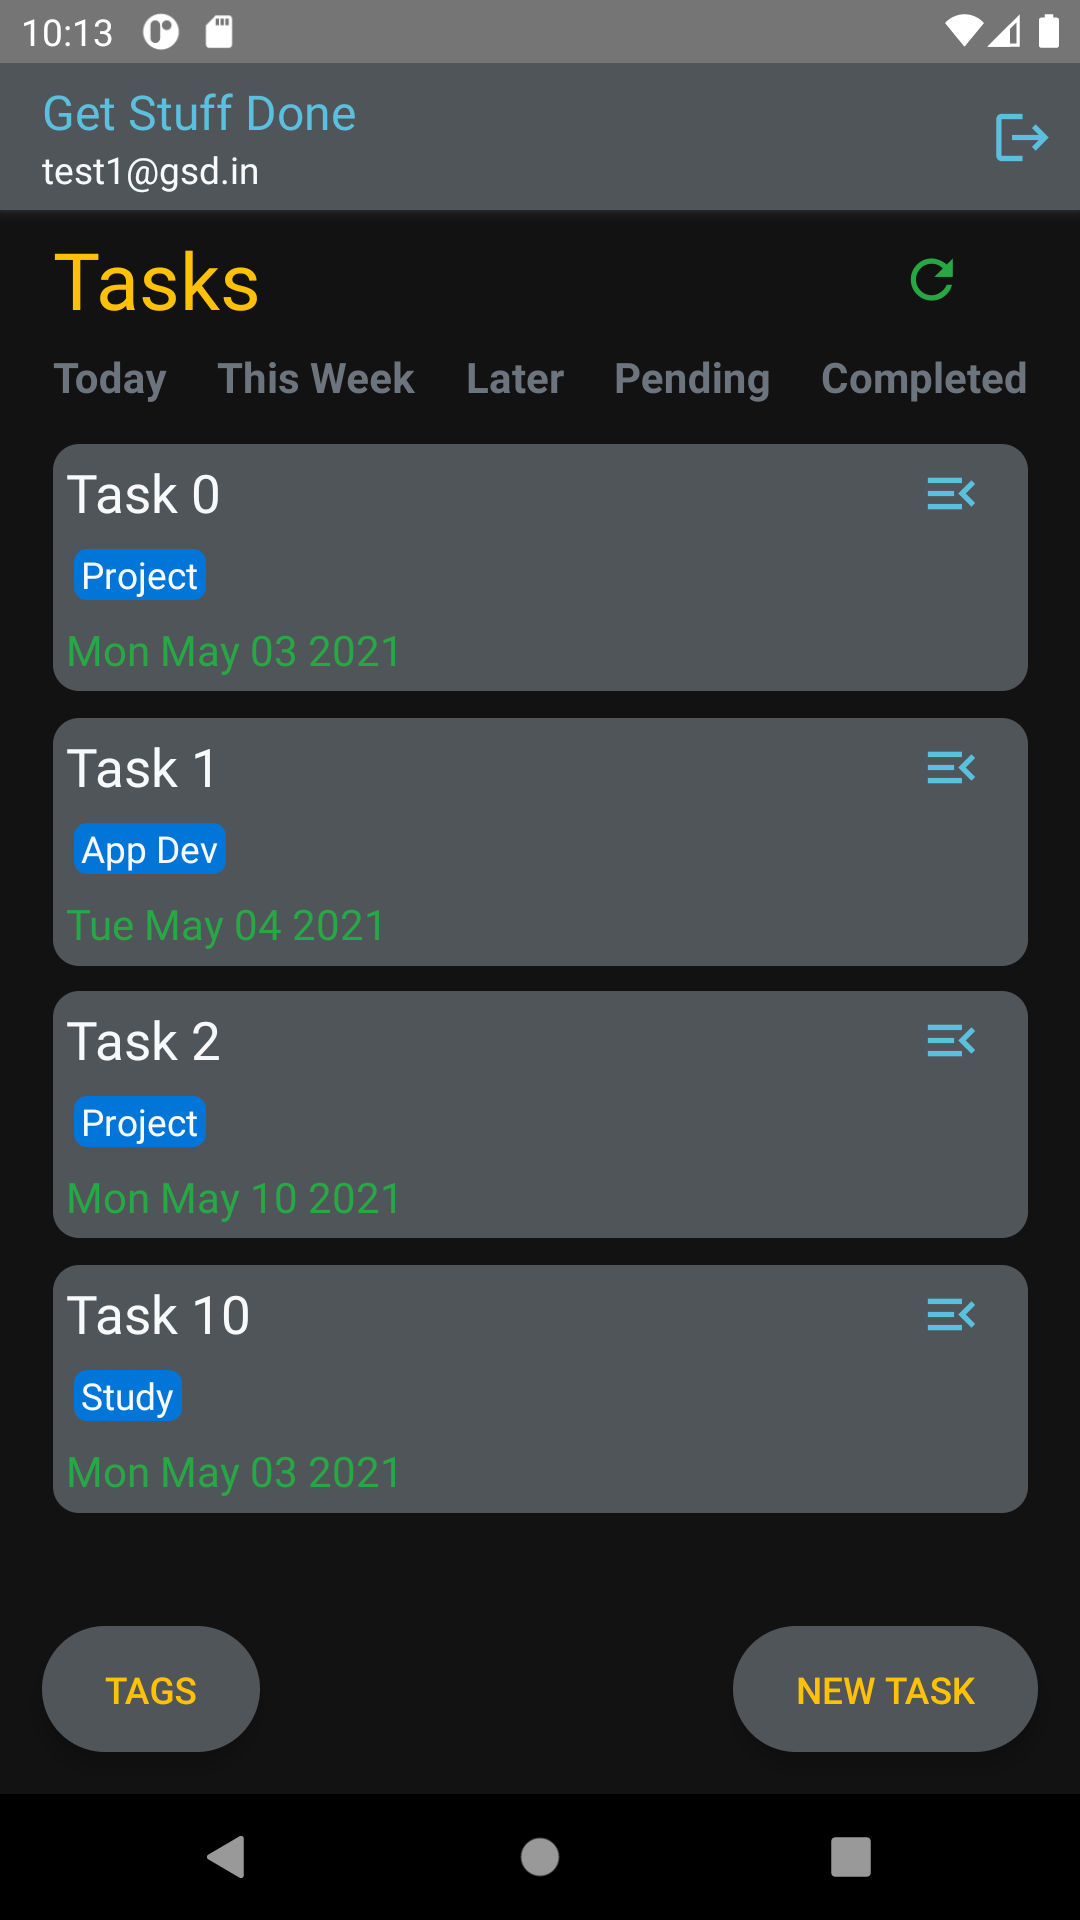 10:13
Get Stuff Done
test1@gsd.in
Tasks
Today This Week Later Pending Completed
Task 0
Project
Mon May 03 2021
Task 1
App Dev
Tue May 04 2021
Task 2
Project
Mon May 10 2021
Task 10
Study
Mon May 03 2021
TAGS NEW TASK